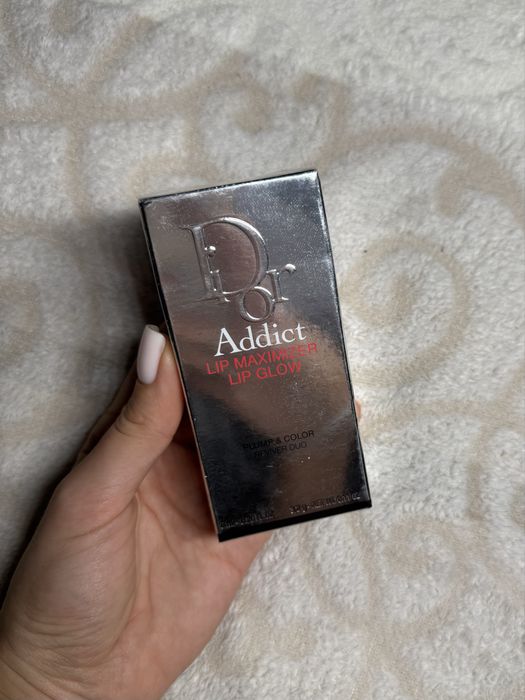 Dior
Addict
LIP MAXIMIZER
LIP GLOW
PLUMP & COLOR
REVIVER DUO